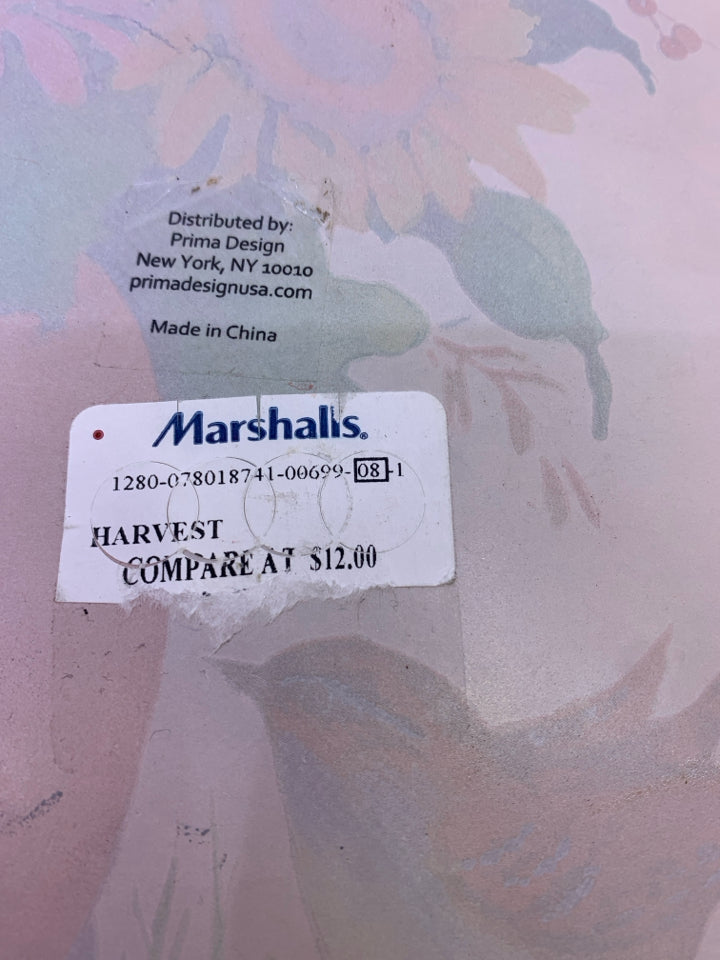 Distributed by:
Prima Design
New York, NY 10010
primadesignusa.com
Made in China
Marshalls®
1280-078018741-00699-08-1
HARVEST
COMPARE AT $12.00